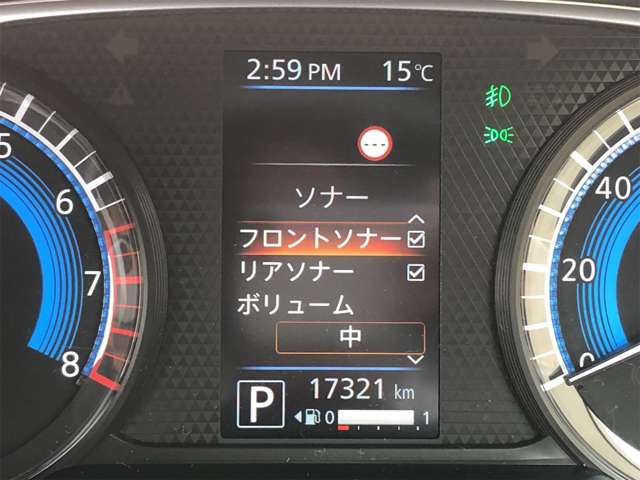 2:59 PM 15℃
---
ソナー
フロントソナー
リアソナー
ボリューム
中
17321 km
P
0 1
5
6
7
8
40
20
0